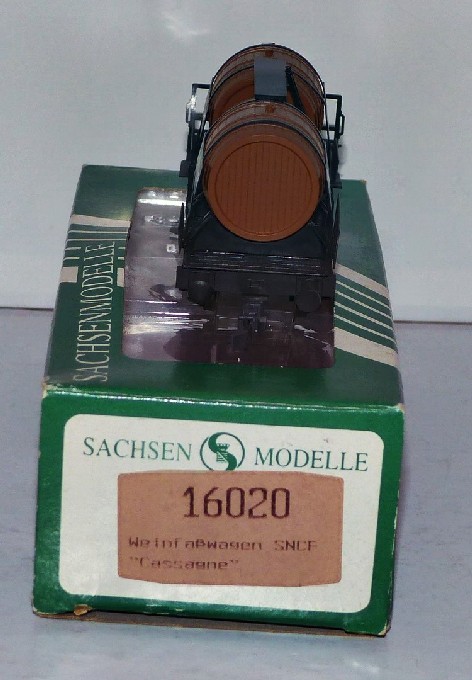 SACHSENMODELLE
SACHSEN MODELLE
16020
Weinfaßwagen SNCF
"Cassagne"